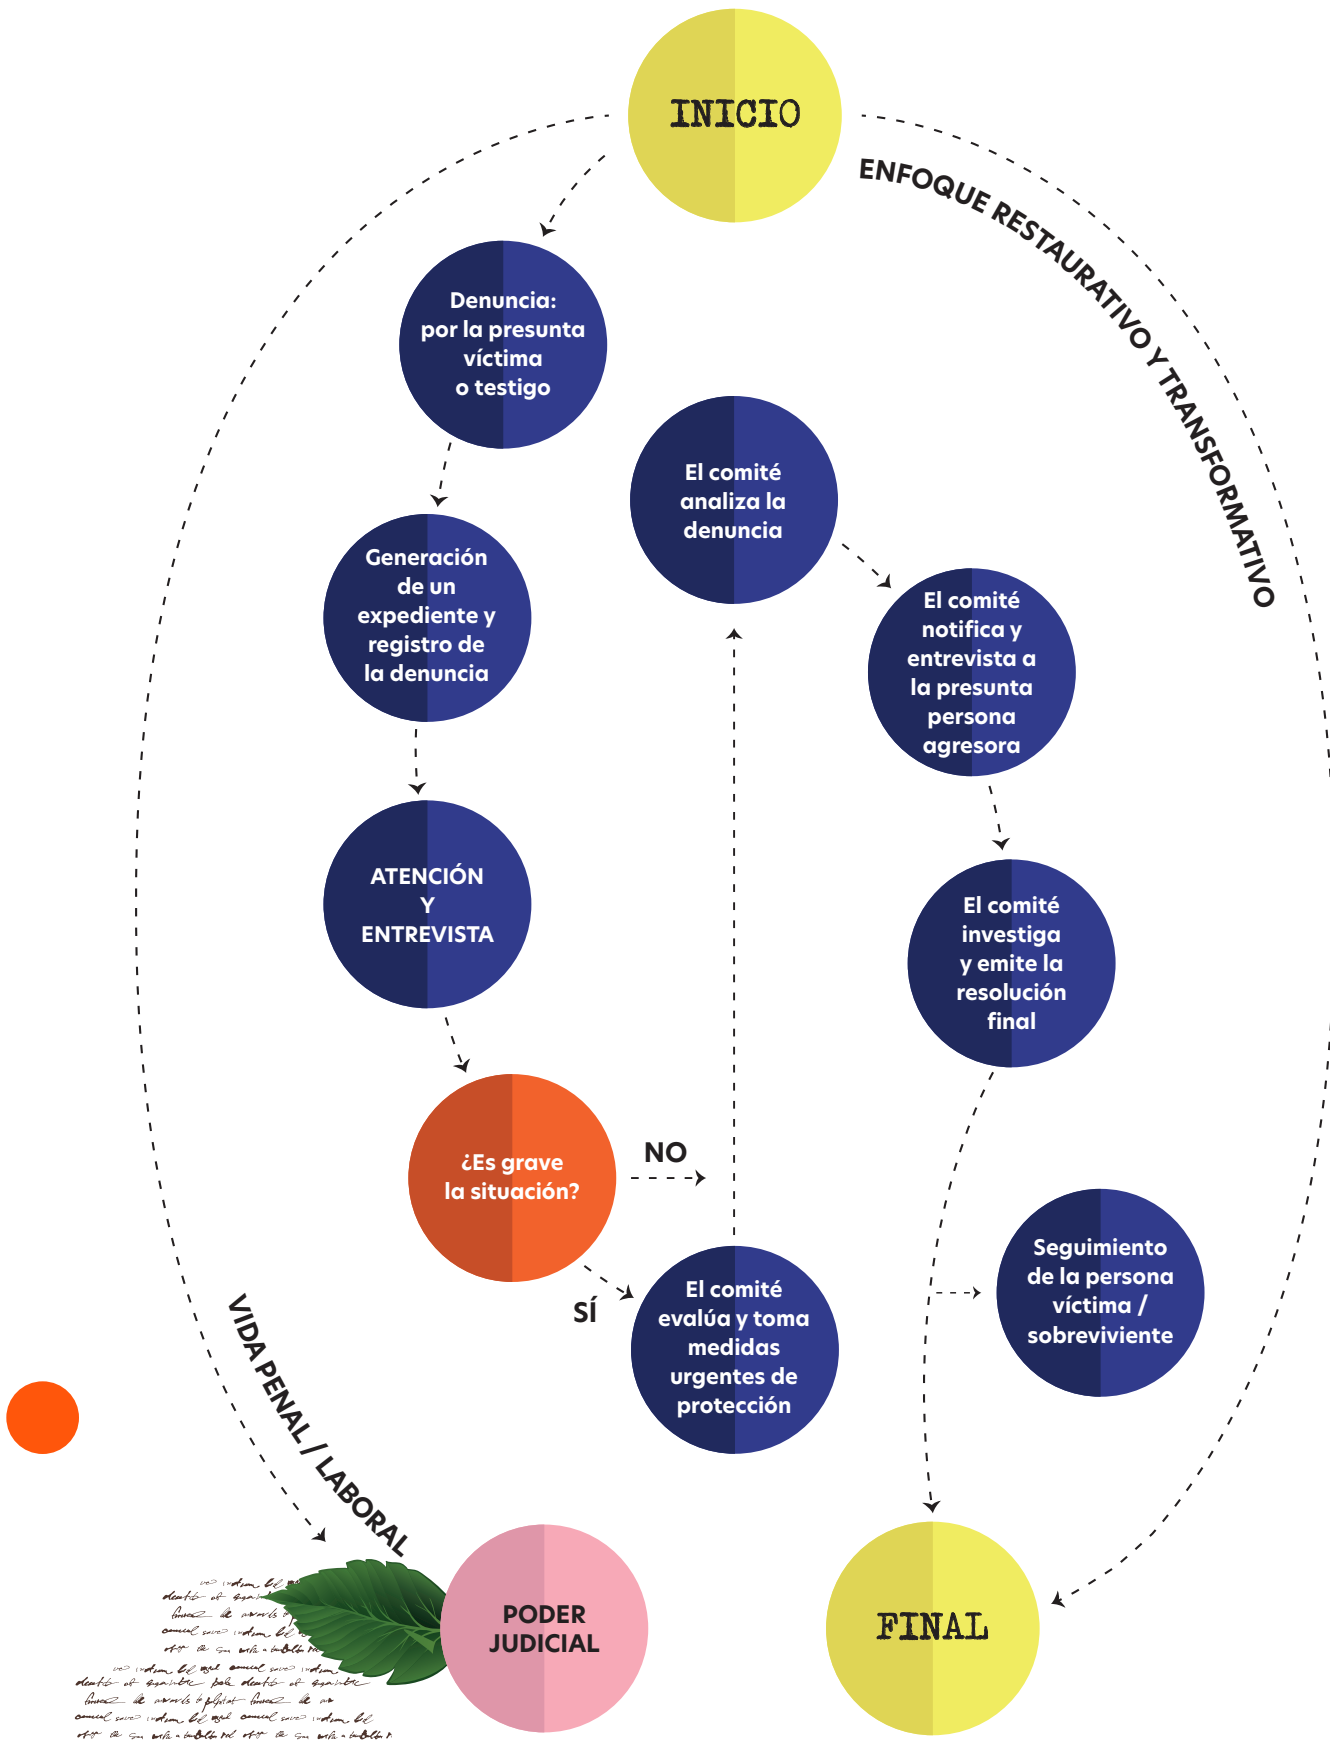 INICIO
ENFOQUE RESTAURATIVO Y TRANSFORMATIVO
Denuncia:
por la presunta
víctima
o testigo
Generación
de un
expediente y
registro de
la denuncia
ATENCIÓN
Y
ENTREVISTA
¿Es grave
la situación?
NO
SÍ
El comité
evalúa y toma
medidas
urgentes de
protección
El comité
analiza la
denuncia
El comité
notifica y
entrevista a
la presunta
persona
agresora
El comité
investiga
y emite la
resolución
final
Seguimiento
de la persona
víctima /
sobreviviente
VIDA PENAL / LABORAL
PODER
JUDICIAL
FINAL